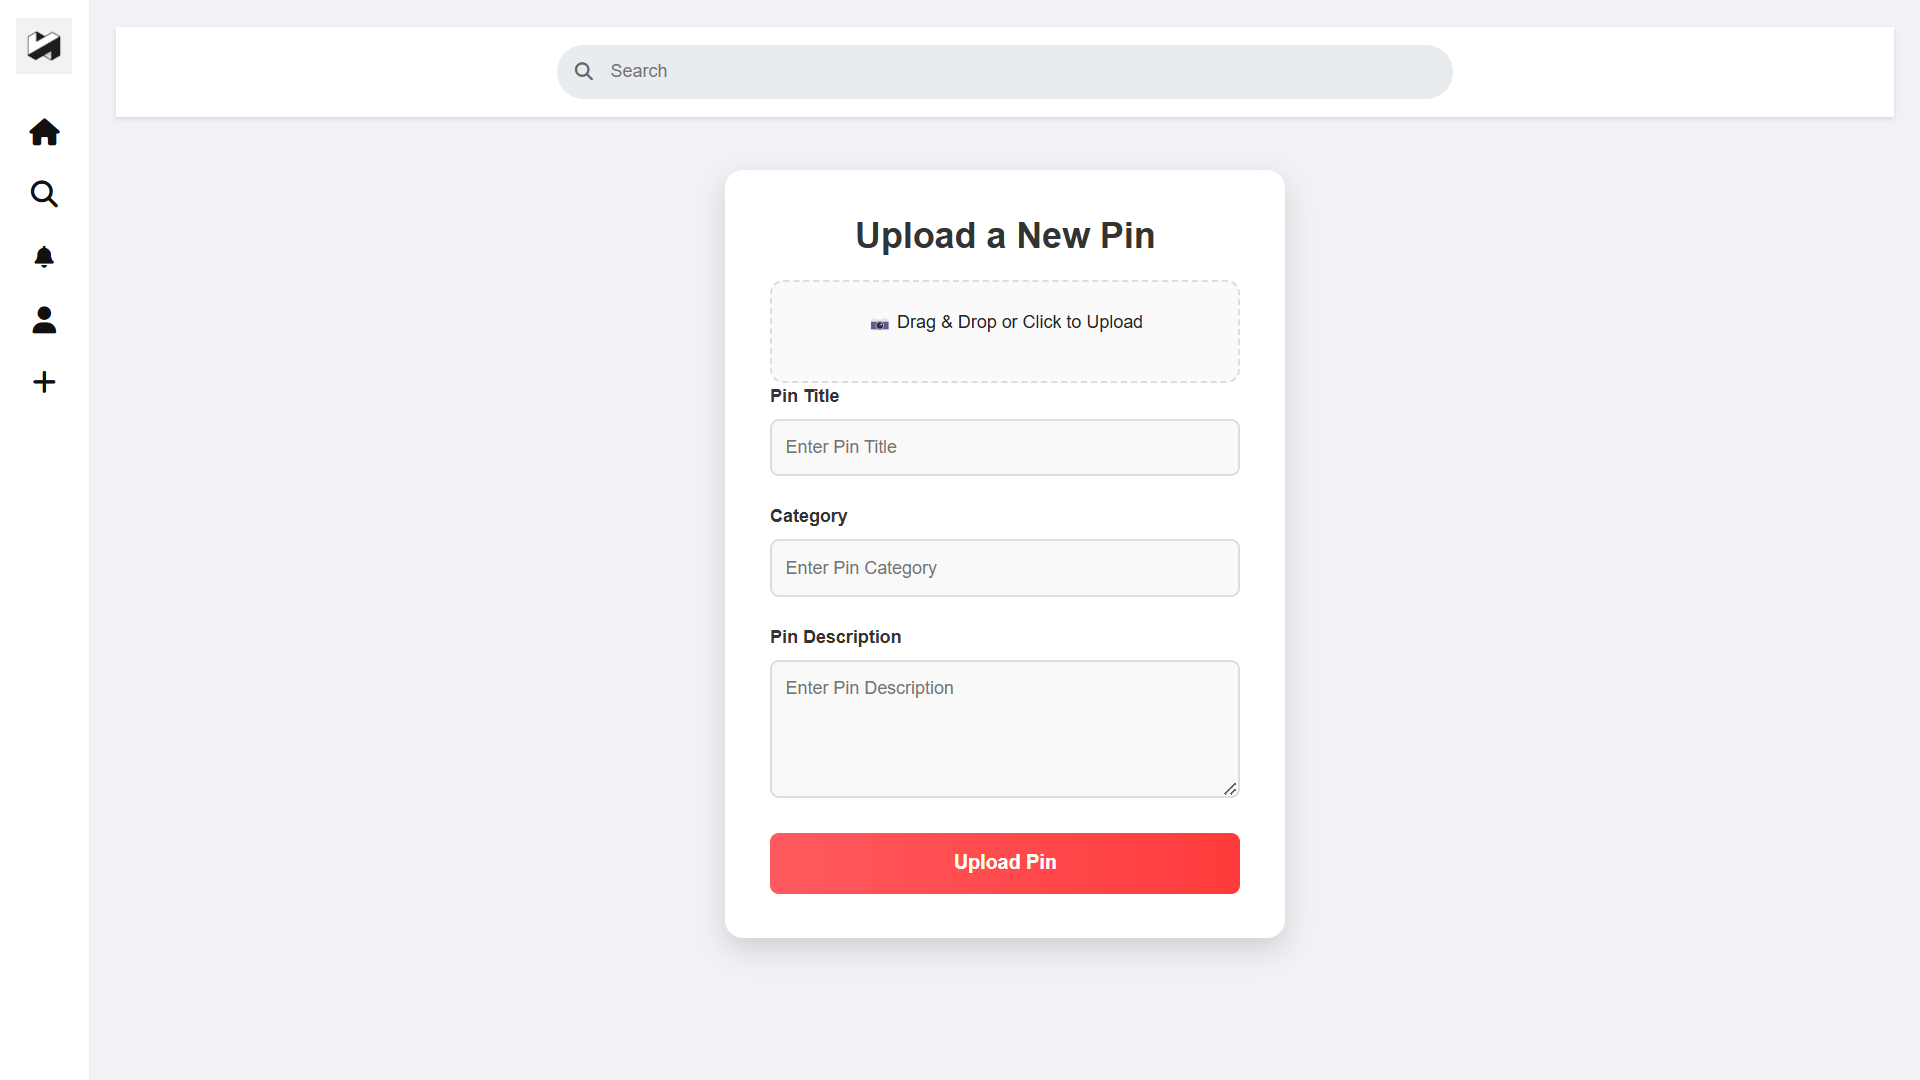 Search
Upload a New Pin
📷 Drag & Drop or Click to Upload
Pin Title
Enter Pin Title
Category
Enter Pin Category
Pin Description
Enter Pin Description
Upload Pin